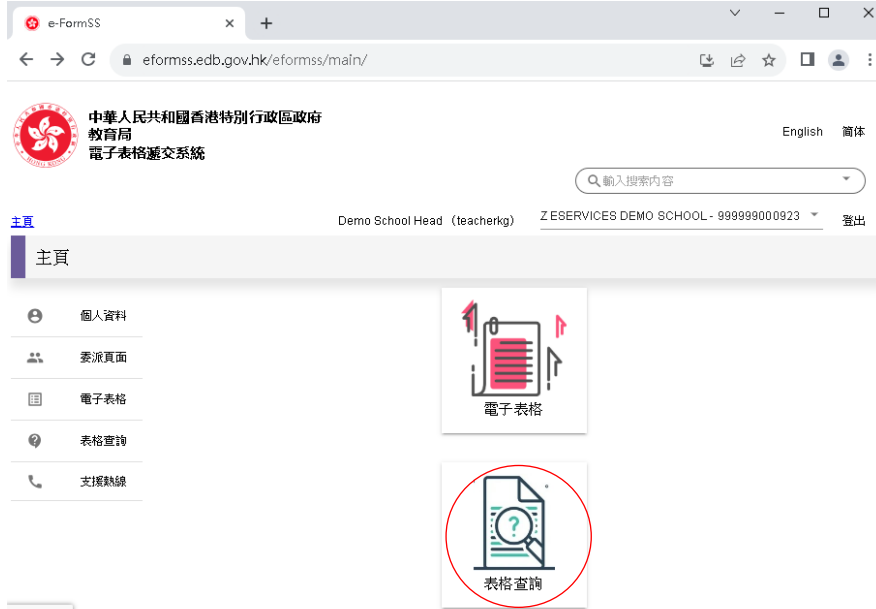 e-FormSS
eformss.edb.gov.hk/eformss/main/
中華人民共和國香港特別行政區政府
教育局
電子表格遞交系統
English 简体
輸入搜索内容
主頁
Demo School Head (teacherkg) Z ESERVICES DEMO SCHOOL - 999999000923 登出
主頁
個人資料
委派頁面
電子表格
表格查詢
支援熱線
電子表格
?
表格查詢